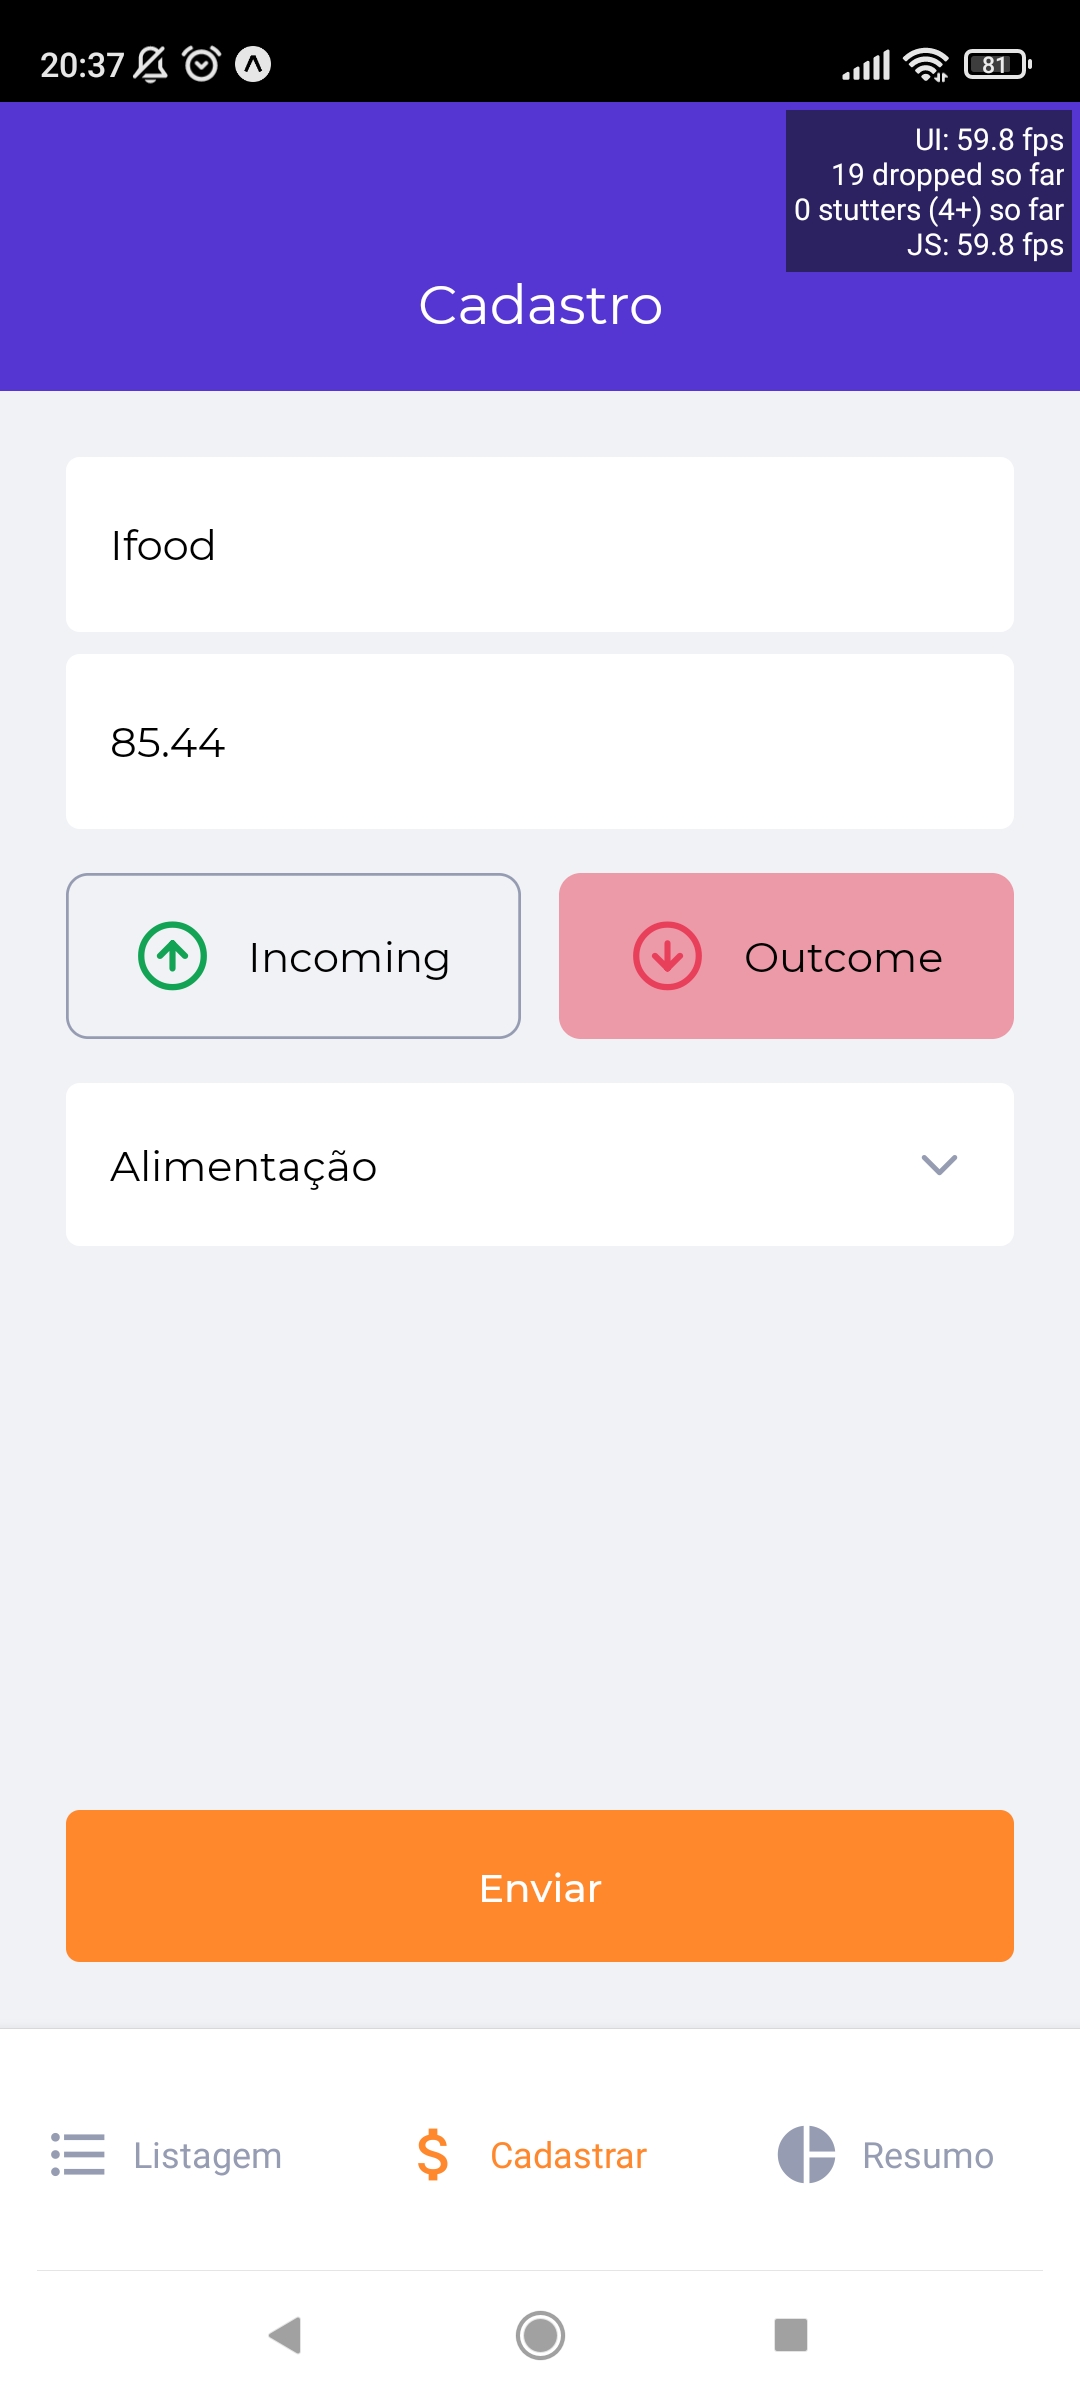 20:37
81
UI: 59.8 fps
19 dropped so far
0 stutters (4+) so far
JS: 59.8 fps
Cadastro
Ifood
85.44
Incoming
Outcome
Alimentação
Enviar
Listagem
Cadastrar
Resumo